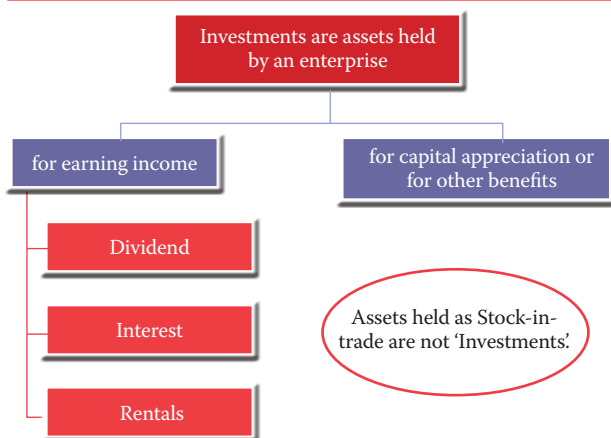 Investments are assets held
by an enterprise
for earning income
for capital appreciation or
for other benefits
Dividend
Interest
Rentals
Assets held as Stock-in-
trade are not ‘Investments’.